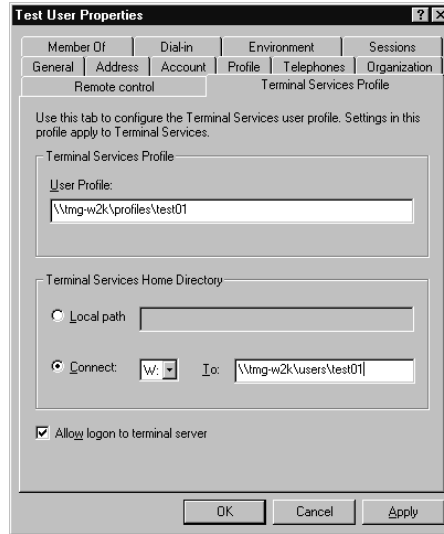 Test User Properties
Member Of Dial-in Environment Sessions
General Address Account Profile Telephones Organization
Remote control Terminal Services Profile
Use this tab to configure the Terminal Services user profile. Settings in this
profile apply to Terminal Services.
Terminal Services Profile
User Profile:
\\tmg-w2k\profiles\test01
Terminal Services Home Directory
Local path
Connect: W: To: \\tmg-w2k\users\test01
Allow logon to terminal server
OK Cancel Apply